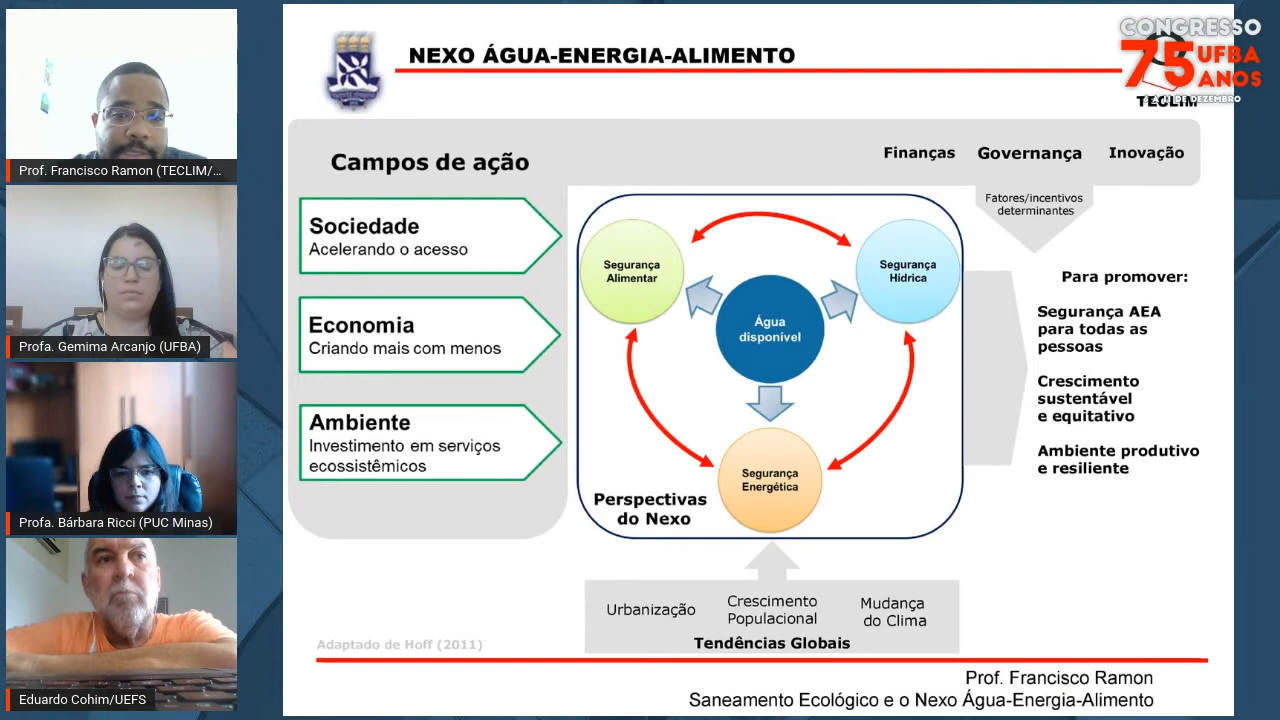 Prof. Francisco Ramon (TECLIM/...
Profa. Gemima Arcanjo (UFBA)
Profa. Bárbara Ricci (PUC Minas)
Eduardo Cohim/UEFS
NEXO ÁGUA-ENERGIA-ALIMENTO
CONGRESSO
75 UFBA
ANOS
DE DEZEMBRO
TECLIM
Campos de ação
Finanças Governança Inovação
Fatores/incentivos
determinantes
Sociedade
Acelerando o acesso
Economia
Criando mais com menos
Ambiente
Investimento em serviços
ecossistêmicos
Segurança
Alimentar
Segurança
Hídrica
Água
disponível
Segurança
Energética
Perspectivas
do Nexo
Para promover:
Segurança AEA
para todas as
pessoas
Crescimento
sustentável
e equitativo
Ambiente produtivo
e resiliente
Urbanização
Crescimento
Populacional
Mudança
do Clima
Tendências Globais
Adaptado de Hoff (2011)
Prof. Francisco Ramon
Saneamento Ecológico e o Nexo Água-Energia-Alimento